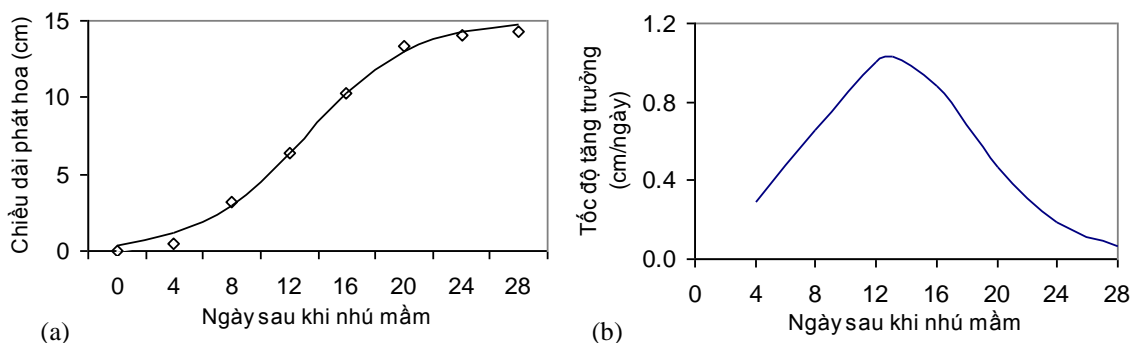 Chiều dài phát hoa (cm)
15
10
5
0
0 4 8 12 16 20 24 28
Ngày sau khi nhú mầm
(a)
Tốc độ tăng trưởng
(cm/ngày)
1.2
0.8
0.4
0.0
0 4 8 12 16 20 24 28
Ngày sau khi nhú mầm
(b)